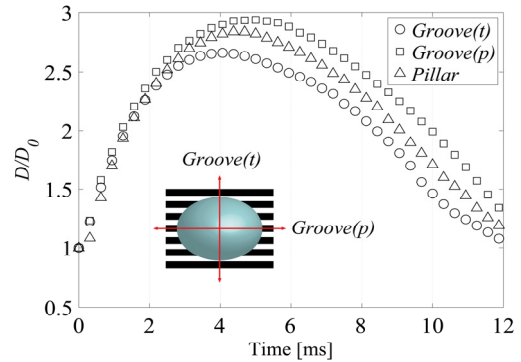 3
2.5
2
1.5
1
0.5
D/D0
Groove(t)
Groove(p)
Pillar
Groove(t)
Groove(p)
0 2 4 6 8 10 12
Time [ms]